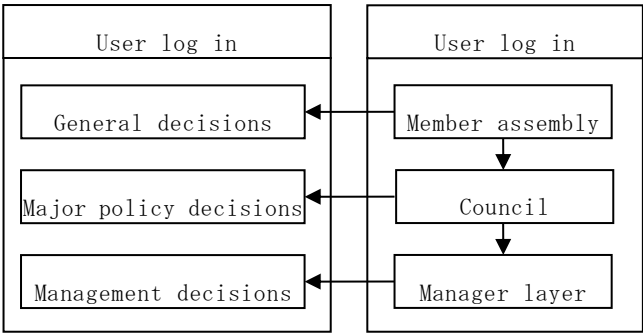 User log in
General decisions
Major policy decisions
Management decisions
User log in
Member assembly
Council
Manager layer